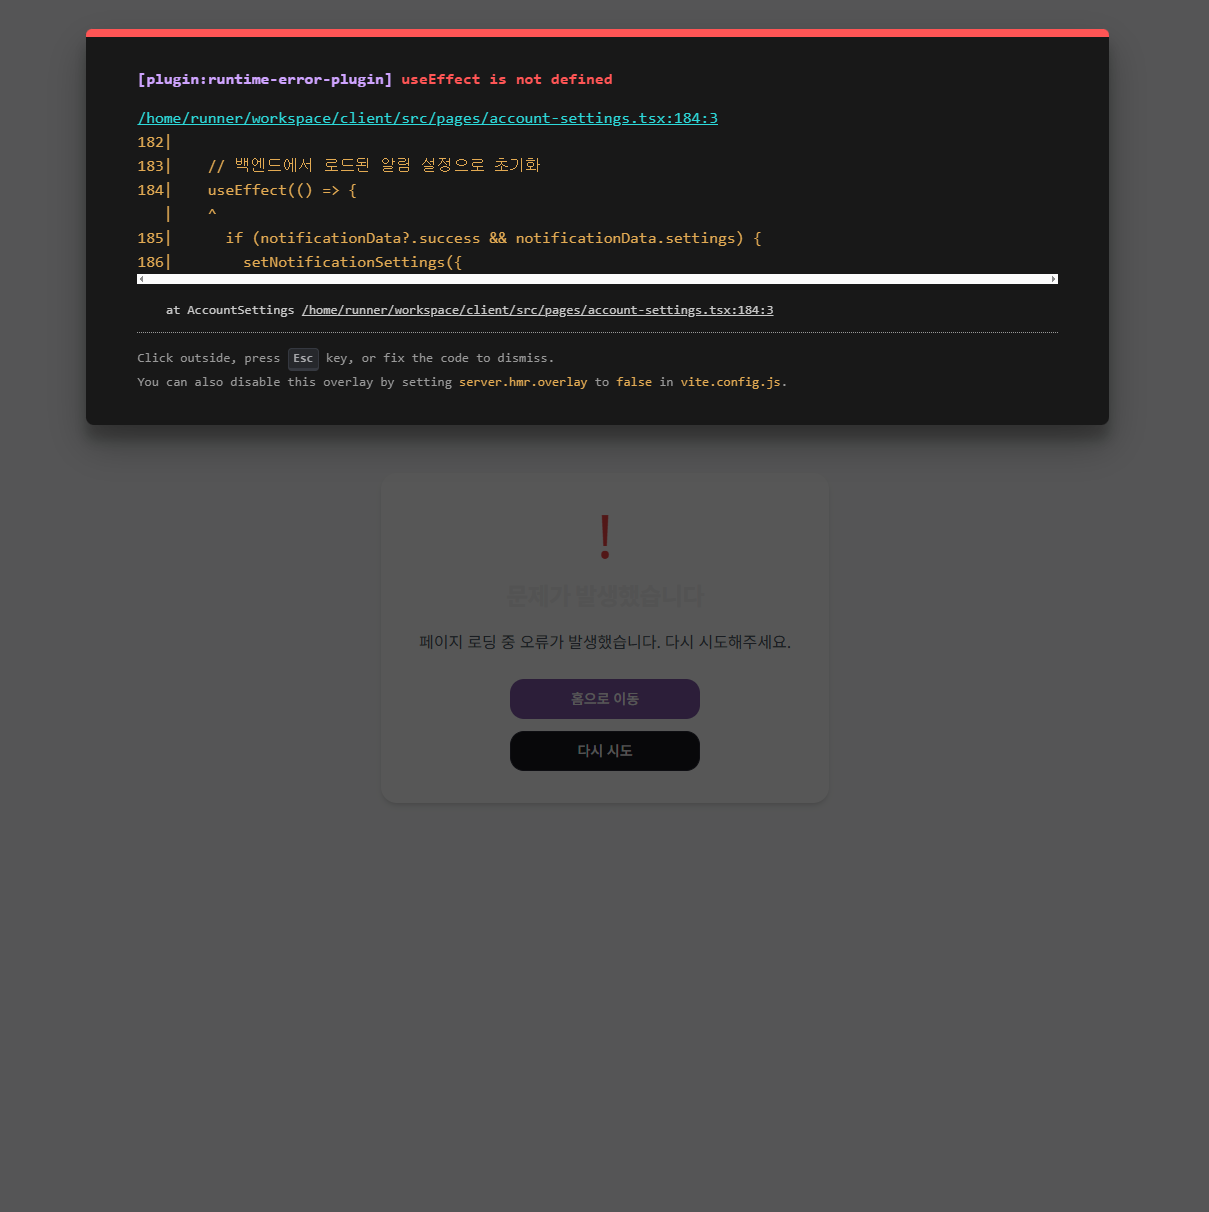 [plugin:runtime-error-plugin] useEffect is not defined
/home/runner/workspace/client/src/pages/account-settings.tsx:184:3
182|
183|    // 백엔드에서 로드된 알림 설정으로 초기화
184|    useEffect(() => {
   |    ^
185|      if (notificationData?.success && notificationData.settings) {
186|        setNotificationSettings({
at AccountSettings /home/runner/workspace/client/src/pages/account-settings.tsx:184:3
Click outside, press Esc key, or fix the code to dismiss.
You can also disable this overlay by setting server.hmr.overlay to false in vite.config.js.
!
문제가 발생했습니다
페이지 로딩 중 오류가 발생했습니다. 다시 시도해주세요.
홈으로 이동
다시 시도